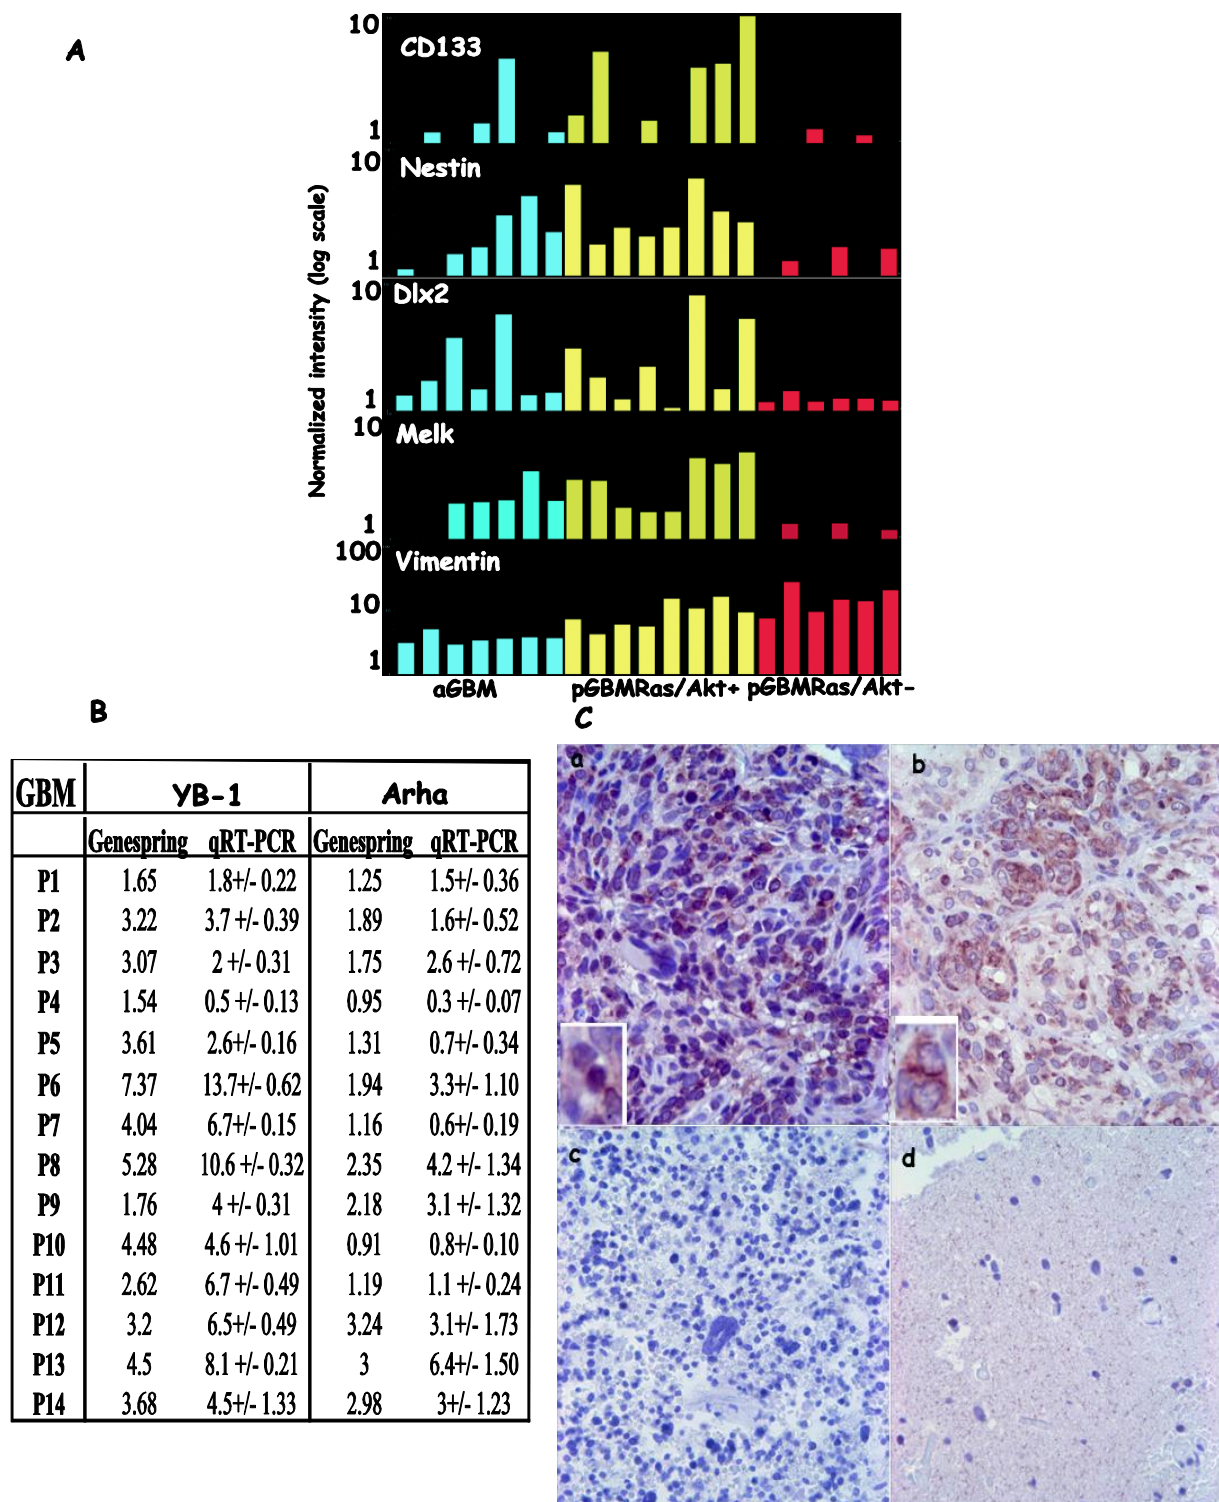 A
10
CD133
1
10
Nestin
1
10
Dlx2
1
10
Melk
1
100
Vimentin
10
1
Normalized intensity (log scale)
aGBM pGBMRas/Akt+ pGBMRas/Akt-
B
C
GBM YB-1 Arha
Genespring qRT-PCR Genespring qRT-PCR
P1 1.65 1.8+/- 0.22 1.25 1.5+/- 0.36
P2 3.22 3.7 +/- 0.39 1.89 1.6+/- 0.52
P3 3.07 2 +/- 0.31 1.75 2.6 +/- 0.72
P4 1.54 0.5 +/- 0.13 0.95 0.3 +/- 0.07
P5 3.61 2.6+/- 0.16 1.31 0.7+/- 0.34
P6 7.37 13.7+/- 0.62 1.94 3.3+/- 1.10
P7 4.04 6.7+/- 0.15 1.16 0.6+/- 0.19
P8 5.28 10.6 +/- 0.32 2.35 4.2 +/- 1.34
P9 1.76 4 +/- 0.31 2.18 3.1 +/- 1.32
P10 4.48 4.6 +/- 1.01 0.91 0.8+/- 0.10
P11 2.62 6.7 +/- 0.49 1.19 1.1 +/- 0.24
P12 3.2 6.5+/- 0.49 3.24 3.1+/- 1.73
P13 4.5 8.1 +/- 0.21 3 6.4+/- 1.50
P14 3.68 4.5+/- 1.33 2.98 3+/- 1.23
a
b
c
d